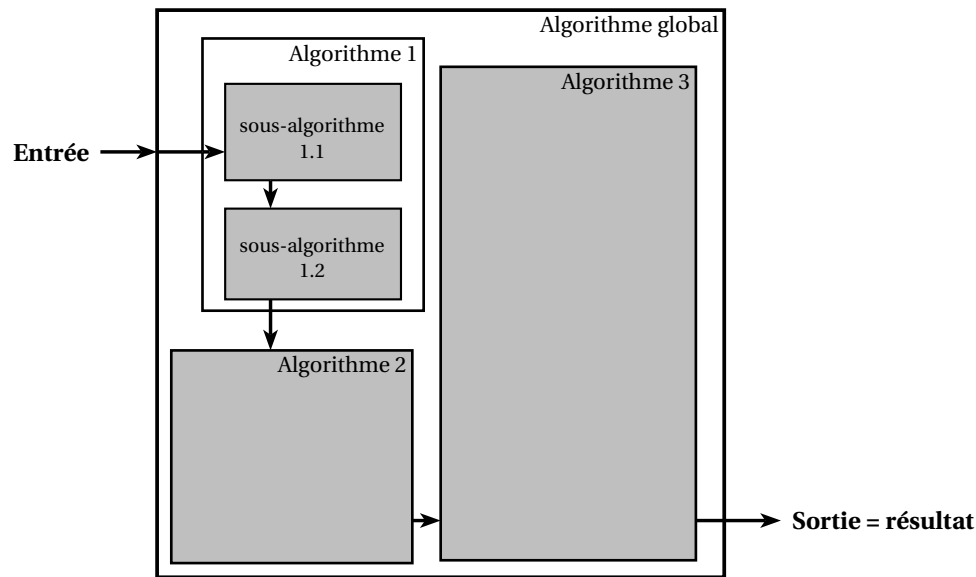 Algorithme global
Algorithme 1
Algorithme 3
sous-algorithme
1.1
Entrée
sous-algorithme
1.2
Algorithme 2
Sortie = résultat